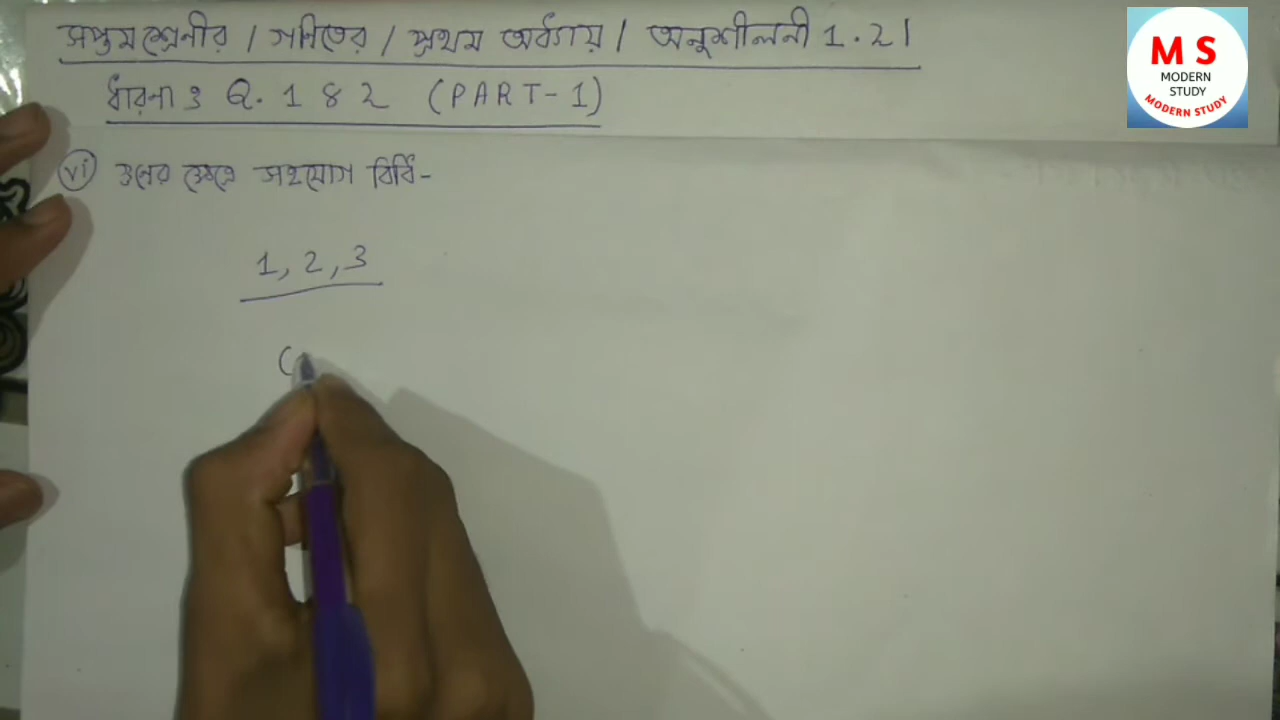 সপ্তম শ্রেনীর / গণিতের / প্রথম অধ্যায় / অনুশীলনী 1.2।
ধারনা ও Q. 1 & 2 (PART-1)
vi গুনের ক্ষেত্রে সহযোগ বিধি-
1, 2, 3
(
M S
MODERN
STUDY
MODERN STUDY